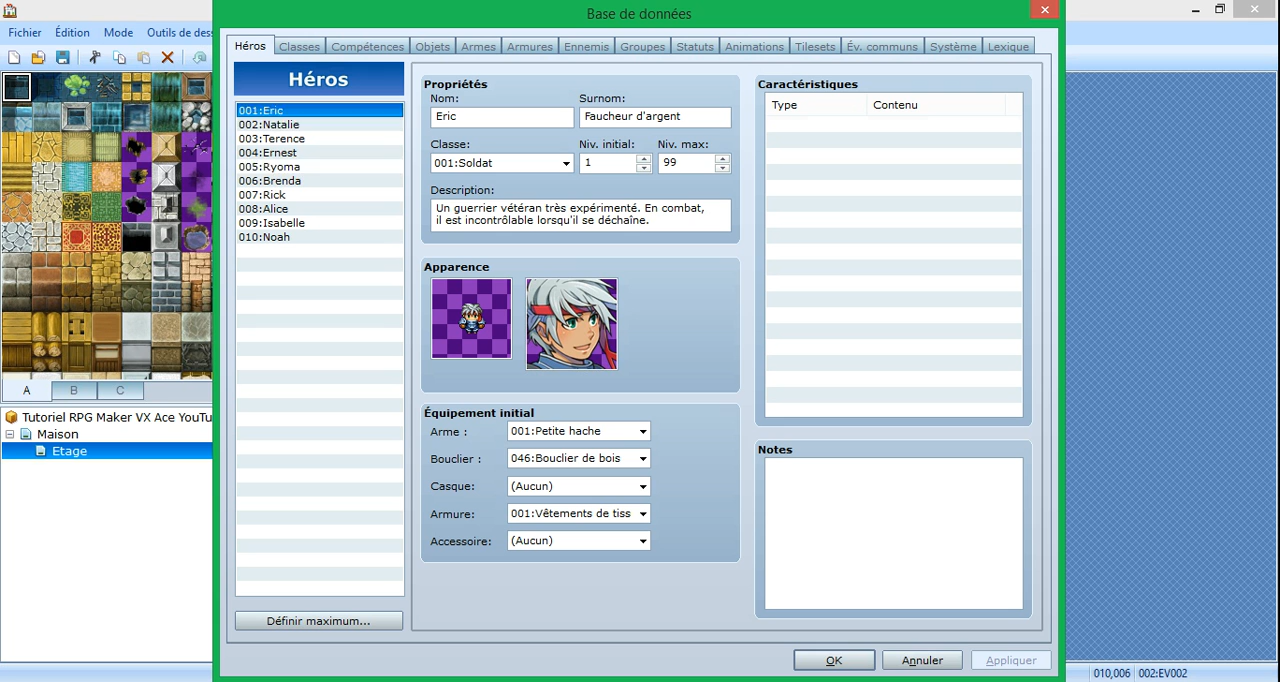 Base de données
Fichier Édition Mode Outils de des
Héros Classes Compétences Objets Armes Armures Ennemis Groupes Statuts Animations Tilesets Év. communs Système Lexique
Héros
001:Eric
002:Natalie
003:Terence
004:Ernest
005:Ryoma
006:Brenda
007:Rick
008:Alice
009:Isabelle
010:Noah
Définir maximum...
Propriétés
Nom: Surnom:
Eric Faucheur d'argent
Classe: Niv. initial: Niv. max:
001:Soldat 1 99
Description:
Un guerrier vétéran très expérimenté. En combat,
il est incontrôlable lorsqu'il se déchaîne.
Apparence
Équipement initial
Arme : 001:Petite hache
Bouclier : 046:Bouclier de bois
Casque: (Aucun)
Armure: 001:Vêtements de tiss
Accessoire: (Aucun)
Caractéristiques
Type Contenu
Notes
A B C
Tutoriel RPG Maker VX Ace YouTu
Maison
Etage
OK Annuler Appliquer
010,006 002:EV002